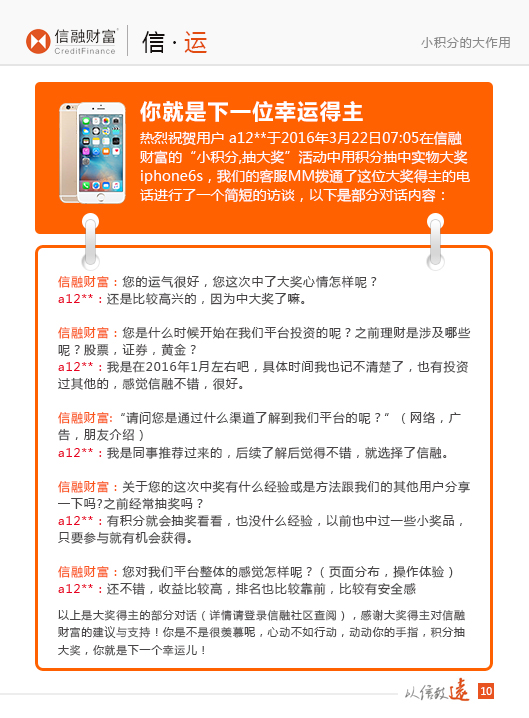 信融财富
CreditFinance
信·运
小积分的大作用
你就是下一位幸运得主
热烈祝贺用户 a12**于2016年3月22日07:05在信融
财富的“小积分,抽大奖”活动中用积分抽中实物大奖
iphone6s，我们的客服MM拨通了这位大奖得主的电
话进行了一个简短的访谈，以下是部分对话内容：
信融财富：您的运气很好，您这次中了大奖心情怎样呢？
a12**：还是比较高兴的，因为中大奖了嘛。
信融财富：您是什么时候开始在我们平台投资的呢？之前理财是涉及哪些
呢？股票，证券，黄金？
a12**：我是在2016年1月左右吧，具体时间我也记不清楚了，也有投资
过其他的，感觉信融不错，很好。
信融财富:“请问您是通过什么渠道了解到我们平台的呢？”（网络，广
告，朋友介绍）
a12**：我是同事推荐过来的，后续了解后觉得不错，就选择了信融。
信融财富：关于您的这次中奖有什么经验或是方法跟我们的其他用户分享
一下吗?之前经常抽奖吗？
a12**：有积分就会抽奖看看，也没什么经验，以前也中过一些小奖品，
只要参与就有机会获得。
信融财富：您对我们平台整体的感觉怎样呢？（页面分布，操作体验）
a12**：还不错，收益比较高，排名也比较靠前，比较有安全感
以上是大奖得主的部分对话（详情请登录信融社区查阅），感谢大奖得主对信融
财富的建议与支持！你是不是很羡慕呢，心动不如行动，动动你的手指，积分抽
大奖，你就是下一个幸运儿！
以信致远
10